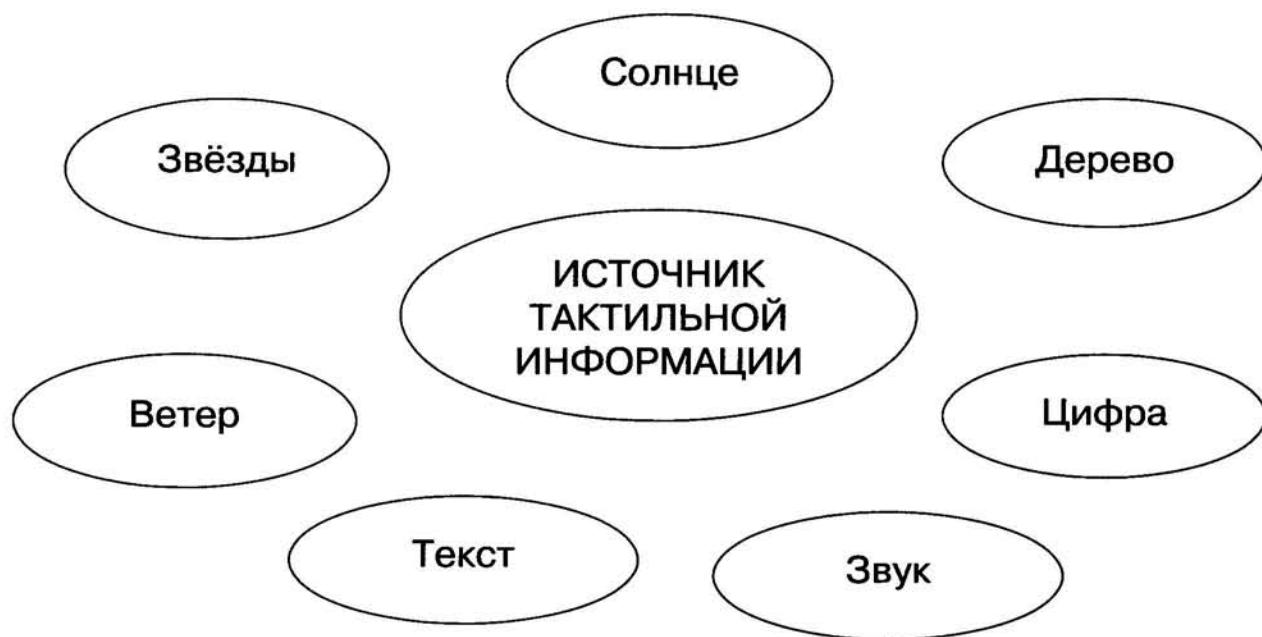 Солнце
Звёзды
Дерево
ИСТОЧНИК
ТАКТИЛЬНОЙ
ИНФОРМАЦИИ
Ветер
Цифра
Текст
Звук